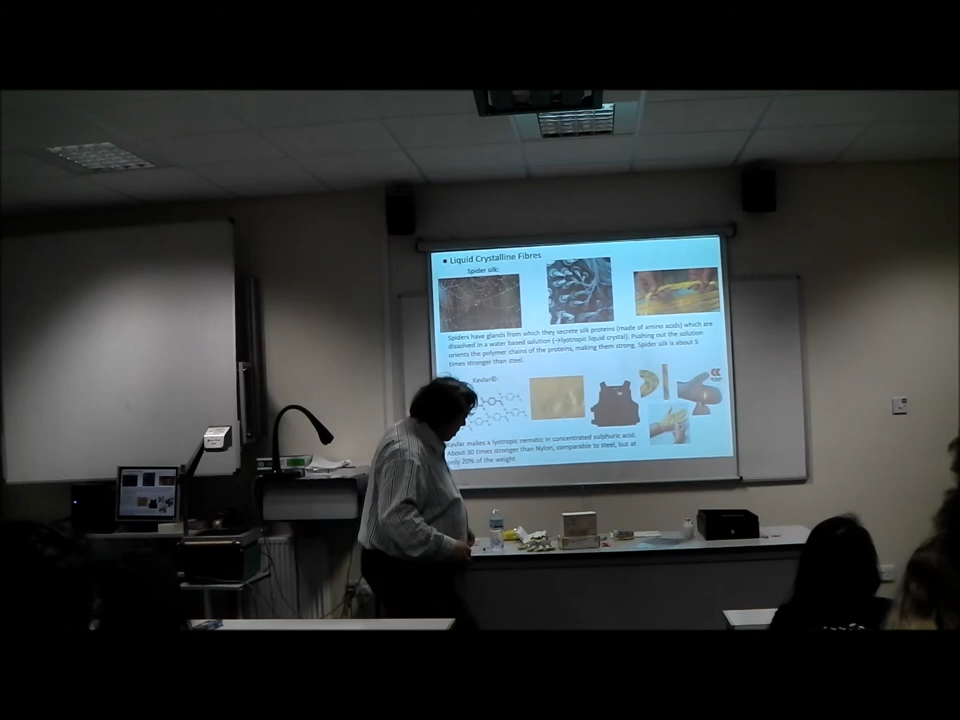 ▪ Liquid Crystalline Fibres
Spider silk:
Spiders have glands from which they secrete silk proteins (made of amino acids) which are
dissolved in a water based solution (→lyotropic liquid crystal). Pushing out the solution
orients the polymer chains of the proteins, making them strong. Spider silk is about 5
times stronger than steel.
Kevlar©:
Kevlar makes a lyotropic nematic in concentrated sulphuric acid.
About 30 times stronger than Nylon, comparable to steel, but at
only 20% of the weight